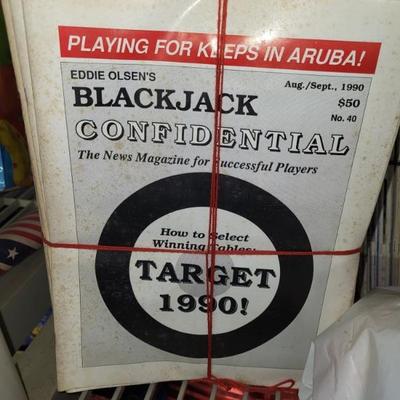 PLAYING FOR KEEPS IN ARUBA!
EDDIE OLSEN'S
Aug./Sept., 1990
BLACKJACK
$50
No. 40
CONFIDENTIAL
The News Magazine for Successful Players
How to Select
Winning Tables:
TARGET
1990!